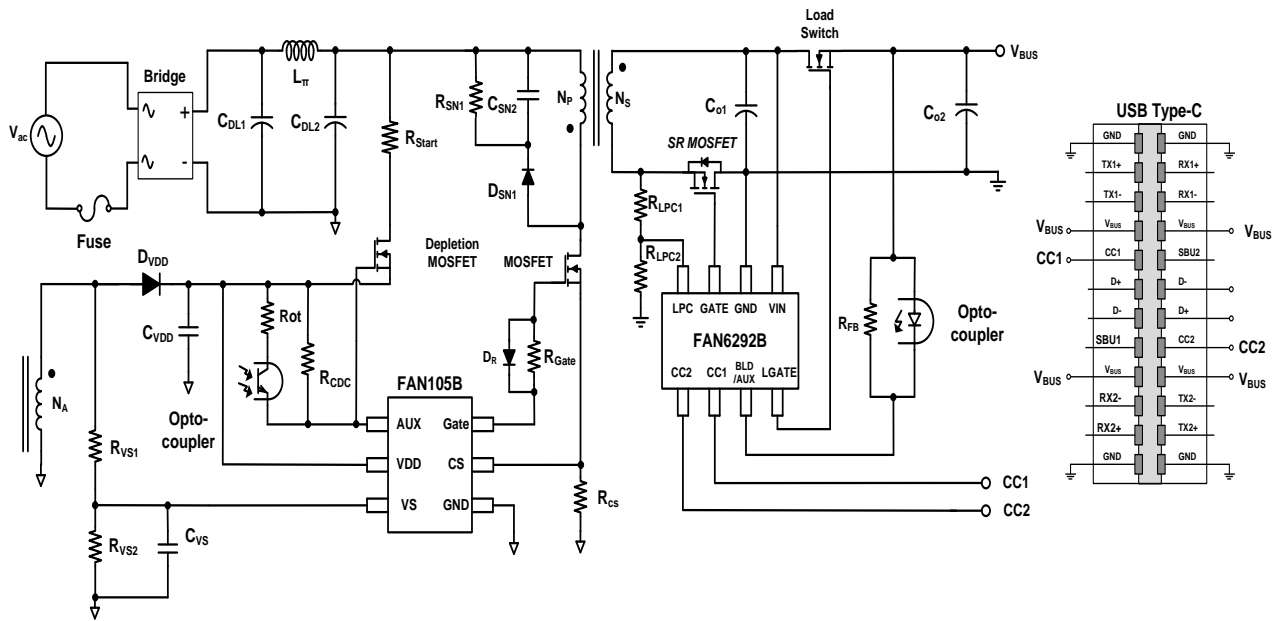 Load
Switch
V_BUS
Bridge
L_π
V_ac
C_DL1
C_DL2
R_Start
R_SN1
C_SN2
N_P
N_S
C_o1
C_o2
D_SN1
SR MOSFET
R_LPC1
R_LPC2
Fuse
Depletion
MOSFET
MOSFET
D_VDD
C_VDD
Rot
R_CDC
D_R
R_Gate
N_A
Opto-
coupler
FAN105B
AUX
Gate
VDD
CS
VS
GND
R_VS1
R_VS2
C_VS
R_cs
LPC
GATE
GND
VIN
FAN6292B
CC2
CC1
BLD
/AUX
LGATE
R_FB
Opto-
coupler
CC1
CC2
USB Type-C
GND
GND
TX1+
RX1+
TX1-
RX1-
V_BUS
V_BUS
V_BUS
V_BUS
CC1
CC1
SBU2
D+
D-
D-
D+
SBU1
CC2
CC2
V_BUS
V_BUS
V_BUS
V_BUS
RX2-
TX2-
RX2+
TX2+
GND
GND